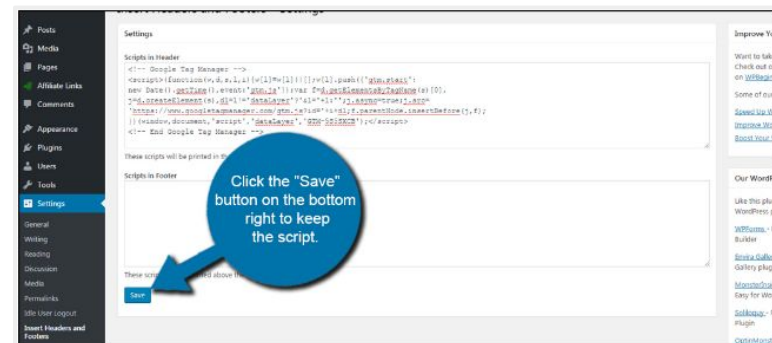 Insert Headers and Footers - Settings
Posts
Media
Pages
Affiliate Links
Comments
Appearance
Plugins
Users
Tools
Settings
General
Writing
Reading
Discussion
Media
Permalinks
Idle User Logout
Insert Headers and
Footers
Settings
Scripts in Header
<!-- Google Tag Manager -->
<script>(function(w,d,s,l,i){w[l]=w[l]||[];w[l].push({'gtm.start':
new Date().getTime(),event:'gtm.js'});var f=d.getElementsByTagName(s)[0],
j=d.createElement(s),dl=l!='dataLayer'?'&l='+l:'';j.async=true;j.src=
'https://www.googletagmanager.com/gtm.js?id='+i+dl;f.parentNode.insertBefore(j,f);
})(window,document,'script','dataLayer',
<!-- End Google Tag Manager -->
These scripts will be printed in the
Scripts in Footer
Click the "Save"
button on the bottom
right to keep
the script.
These scrip
ed above the
Save
Improve Yo
Want to tak
Check out o
on WPBegin
Some of ou
Speed Up W
Improve Wo
Boost Your
Our WordP
Like this plu
WordPress p
WPForms -
Builder
Envira Galle
Gallery plug
MonsterInsi
Easy for Wo
Soliloquy -
Plugin
OptinMonst